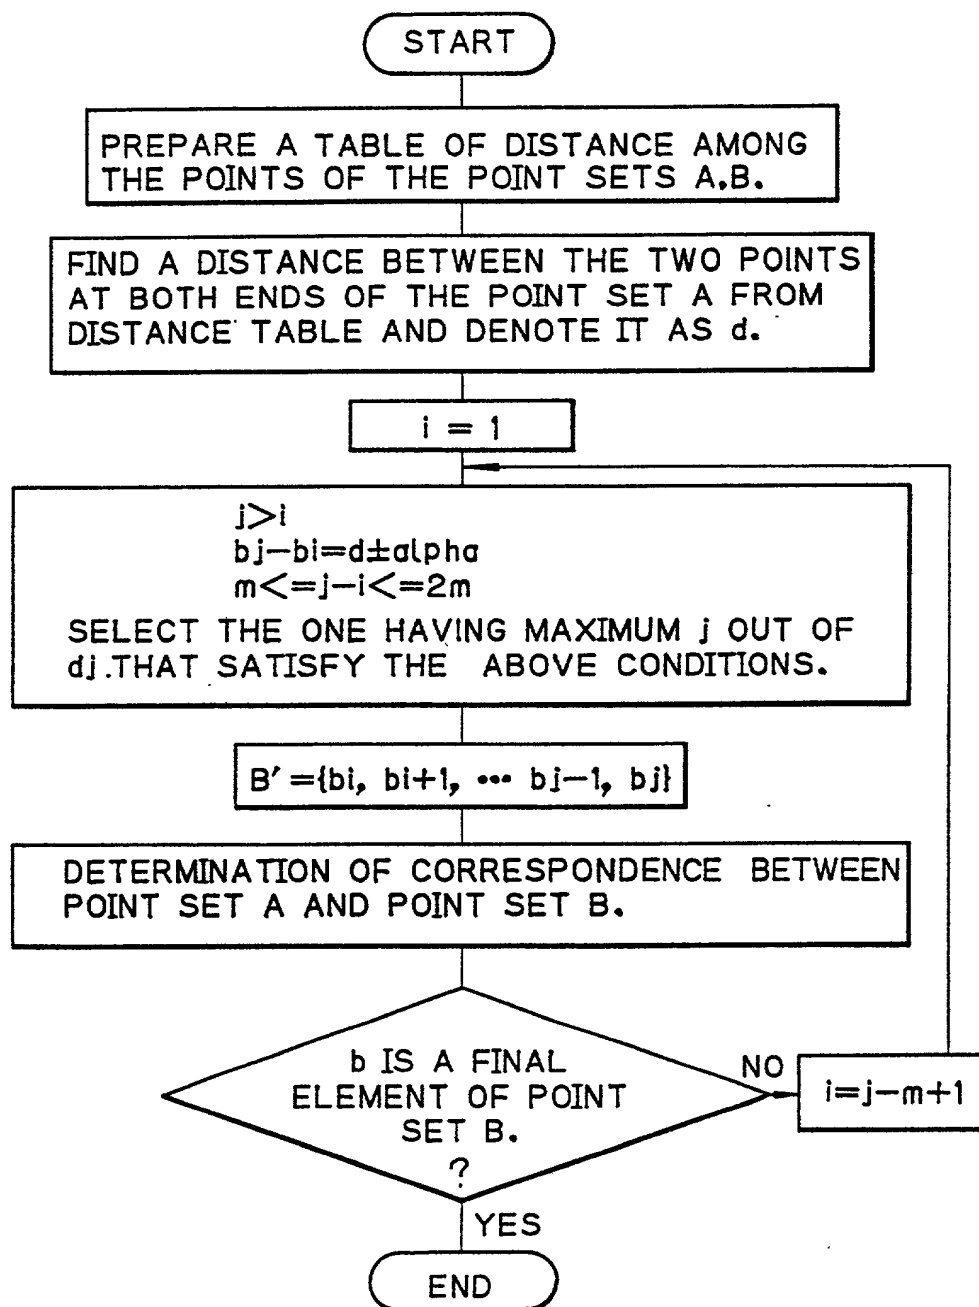 START
PREPARE A TABLE OF DISTANCE AMONG
THE POINTS OF THE POINT SETS A,B.
FIND A DISTANCE BETWEEN THE TWO POINTS
AT BOTH ENDS OF THE POINT SET A FROM
DISTANCE TABLE AND DENOTE IT AS d.
i = 1
j>i
bj-bi=d±alpha
m<=j-i<=2m
SELECT THE ONE HAVING MAXIMUM j OUT OF
dj.THAT SATISFY THE ABOVE CONDITIONS.
B'={bi, bi+1, ··· bj-1, bj}
DETERMINATION OF CORRESPONDENCE BETWEEN
POINT SET A AND POINT SET B.
b IS A FINAL
ELEMENT OF POINT
SET B.
?
NO
i=j-m+1
YES
END